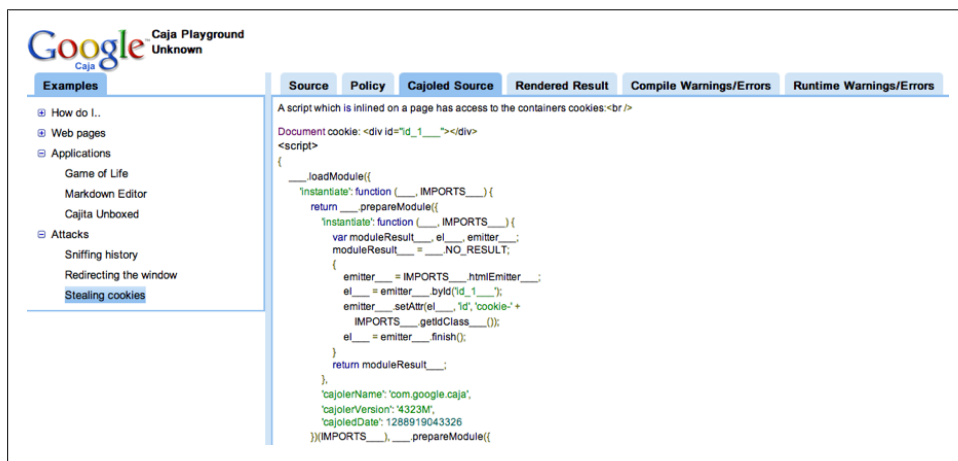 Google
Caja
Caja Playground
Unknown
Examples
Source Policy Cajoled Source Rendered Result Compile Warnings/Errors Runtime Warnings/Errors
How do I..
Web pages
Applications
Game of Life
Markdown Editor
Cajita Unboxed
Attacks
Sniffing history
Redirecting the window
Stealing cookies
A script which is inlined on a page has access to the containers cookies:<br />
Document cookie: <div id="id_1___"></div>
<script>
{
___.loadModule({
'instantiate': function (___, IMPORTS___) {
return ___.prepareModule({
'instantiate': function (___, IMPORTS___) {
var moduleResult___, el___, emitter___;
moduleResult___ = ___.NO_RESULT;
{
emitter___ = IMPORTS___.htmlEmitter___;
el___ = emitter___.byId('id_1___');
emitter___.setAttr(el___, 'id', 'cookie-' +
IMPORTS___.getIdClass___());
el___ = emitter___.finish();
}
return moduleResult___;
},
'cajolerName': 'com.google.caja',
'cajolerVersion': '4323M',
'cajoledDate': 1288919043326
})(IMPORTS___), ___.prepareModule({